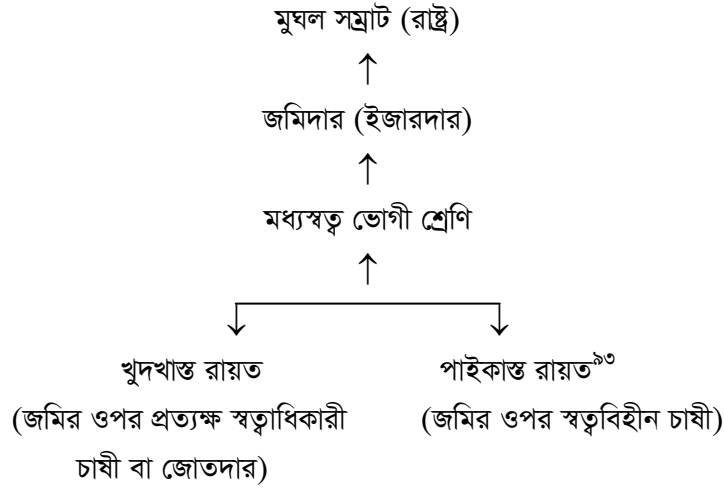 মুঘল সম্রাট (রাষ্ট্র)
↑
জমিদার (ইজারদার)
↑
মধ্যস্বত্ব ভোগী শ্রেণি
↑
খুদখাস্ত রায়ত পাইকাস্ত রায়ত৯৩
(জমির ওপর প্রত্যক্ষ স্বত্বাধিকারী (জমির ওপর স্বত্ববিহীন চাষী)
চাষী বা জোতদার)